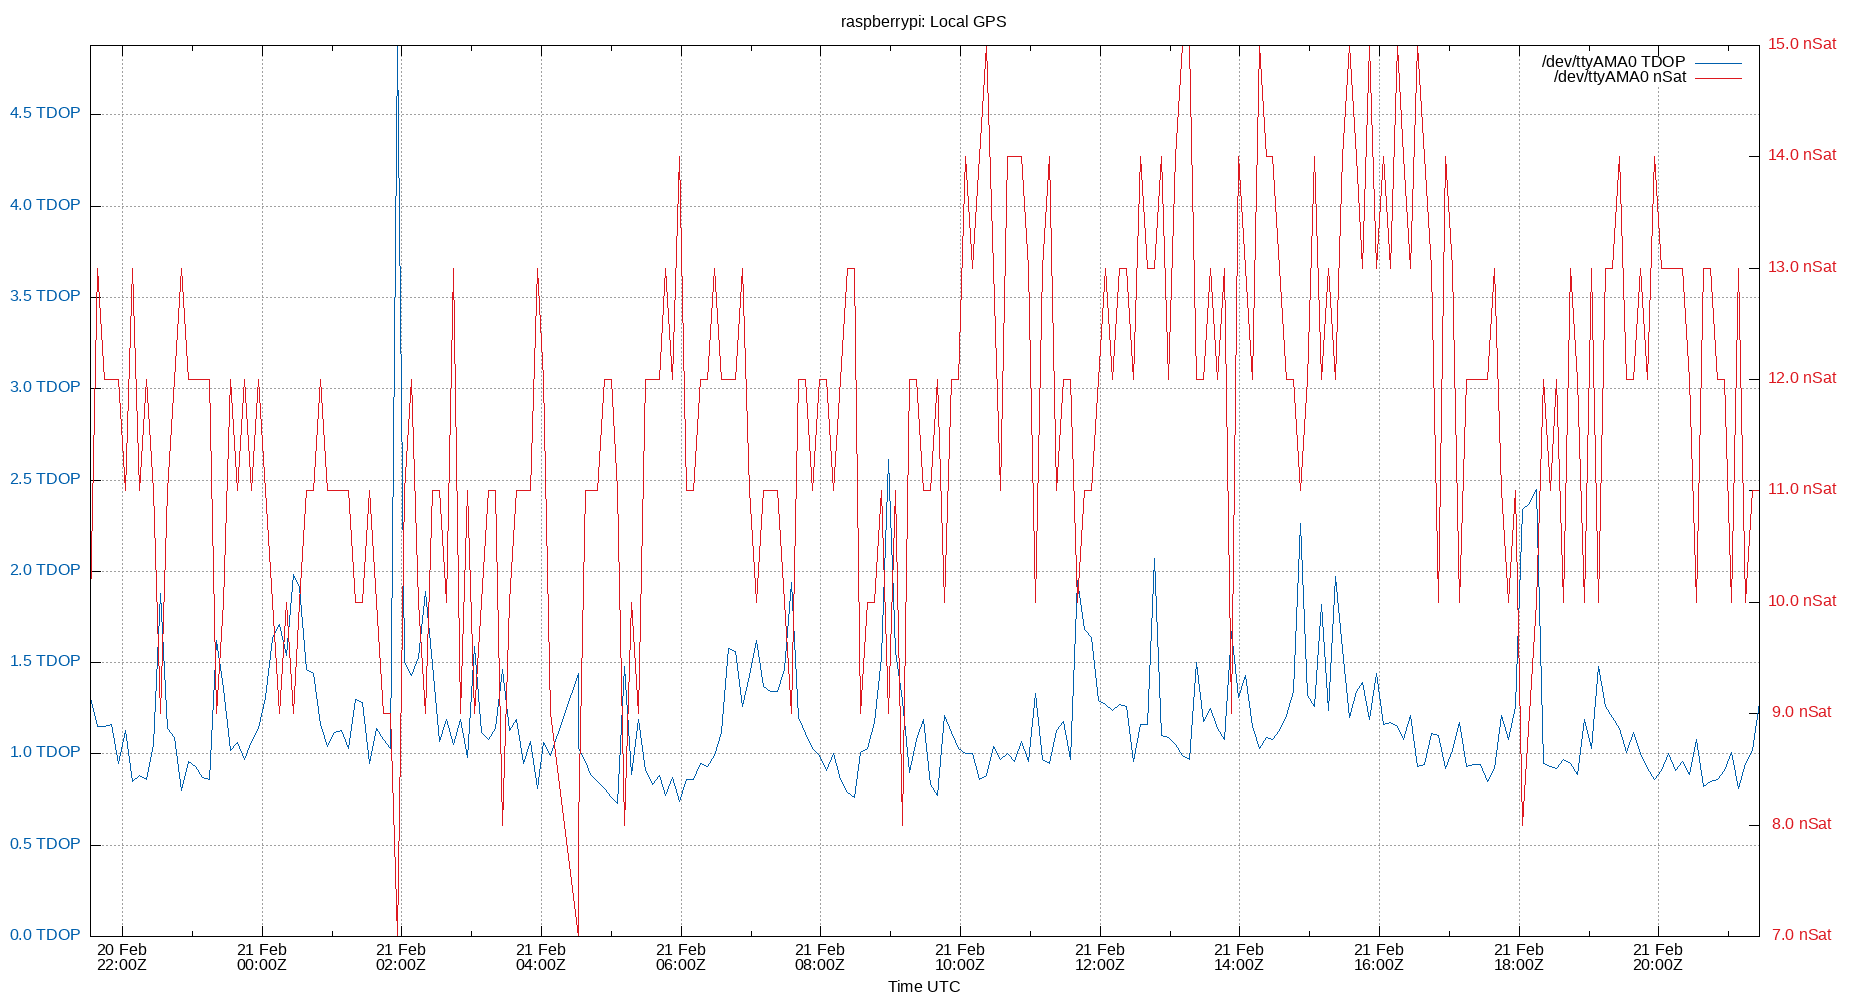 raspberrypi: Local GPS
/dev/ttyAMA0 TDOP
/dev/ttyAMA0 nSat
4.5 TDOP
4.0 TDOP
3.5 TDOP
3.0 TDOP
2.5 TDOP
2.0 TDOP
1.5 TDOP
1.0 TDOP
0.5 TDOP
0.0 TDOP
15.0 nSat
14.0 nSat
13.0 nSat
12.0 nSat
11.0 nSat
10.0 nSat
9.0 nSat
8.0 nSat
7.0 nSat
20 Feb
22:00Z
21 Feb
00:00Z
21 Feb
02:00Z
21 Feb
04:00Z
21 Feb
06:00Z
21 Feb
08:00Z
21 Feb
10:00Z
21 Feb
12:00Z
21 Feb
14:00Z
21 Feb
16:00Z
21 Feb
18:00Z
21 Feb
20:00Z
Time UTC